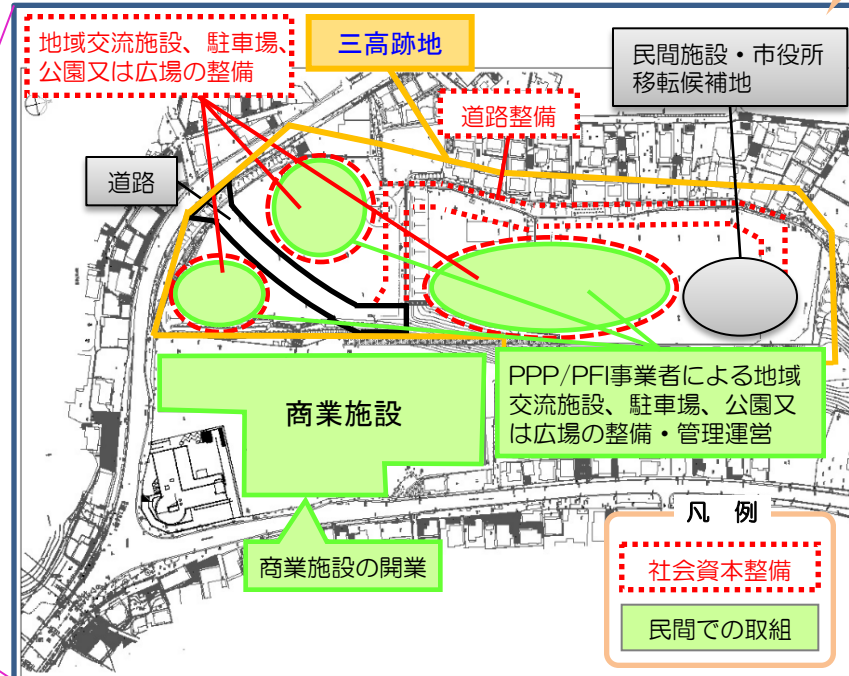 地域交流施設、駐車場、
公園又は広場の整備
三高跡地
民間施設・市役所
移転候補地
道路整備
道路
PPP/PFI事業者による地域
交流施設、駐車場、公園又
は広場の整備・管理運営
商業施設
商業施設の開業
凡 例
社会資本整備
民間での取組